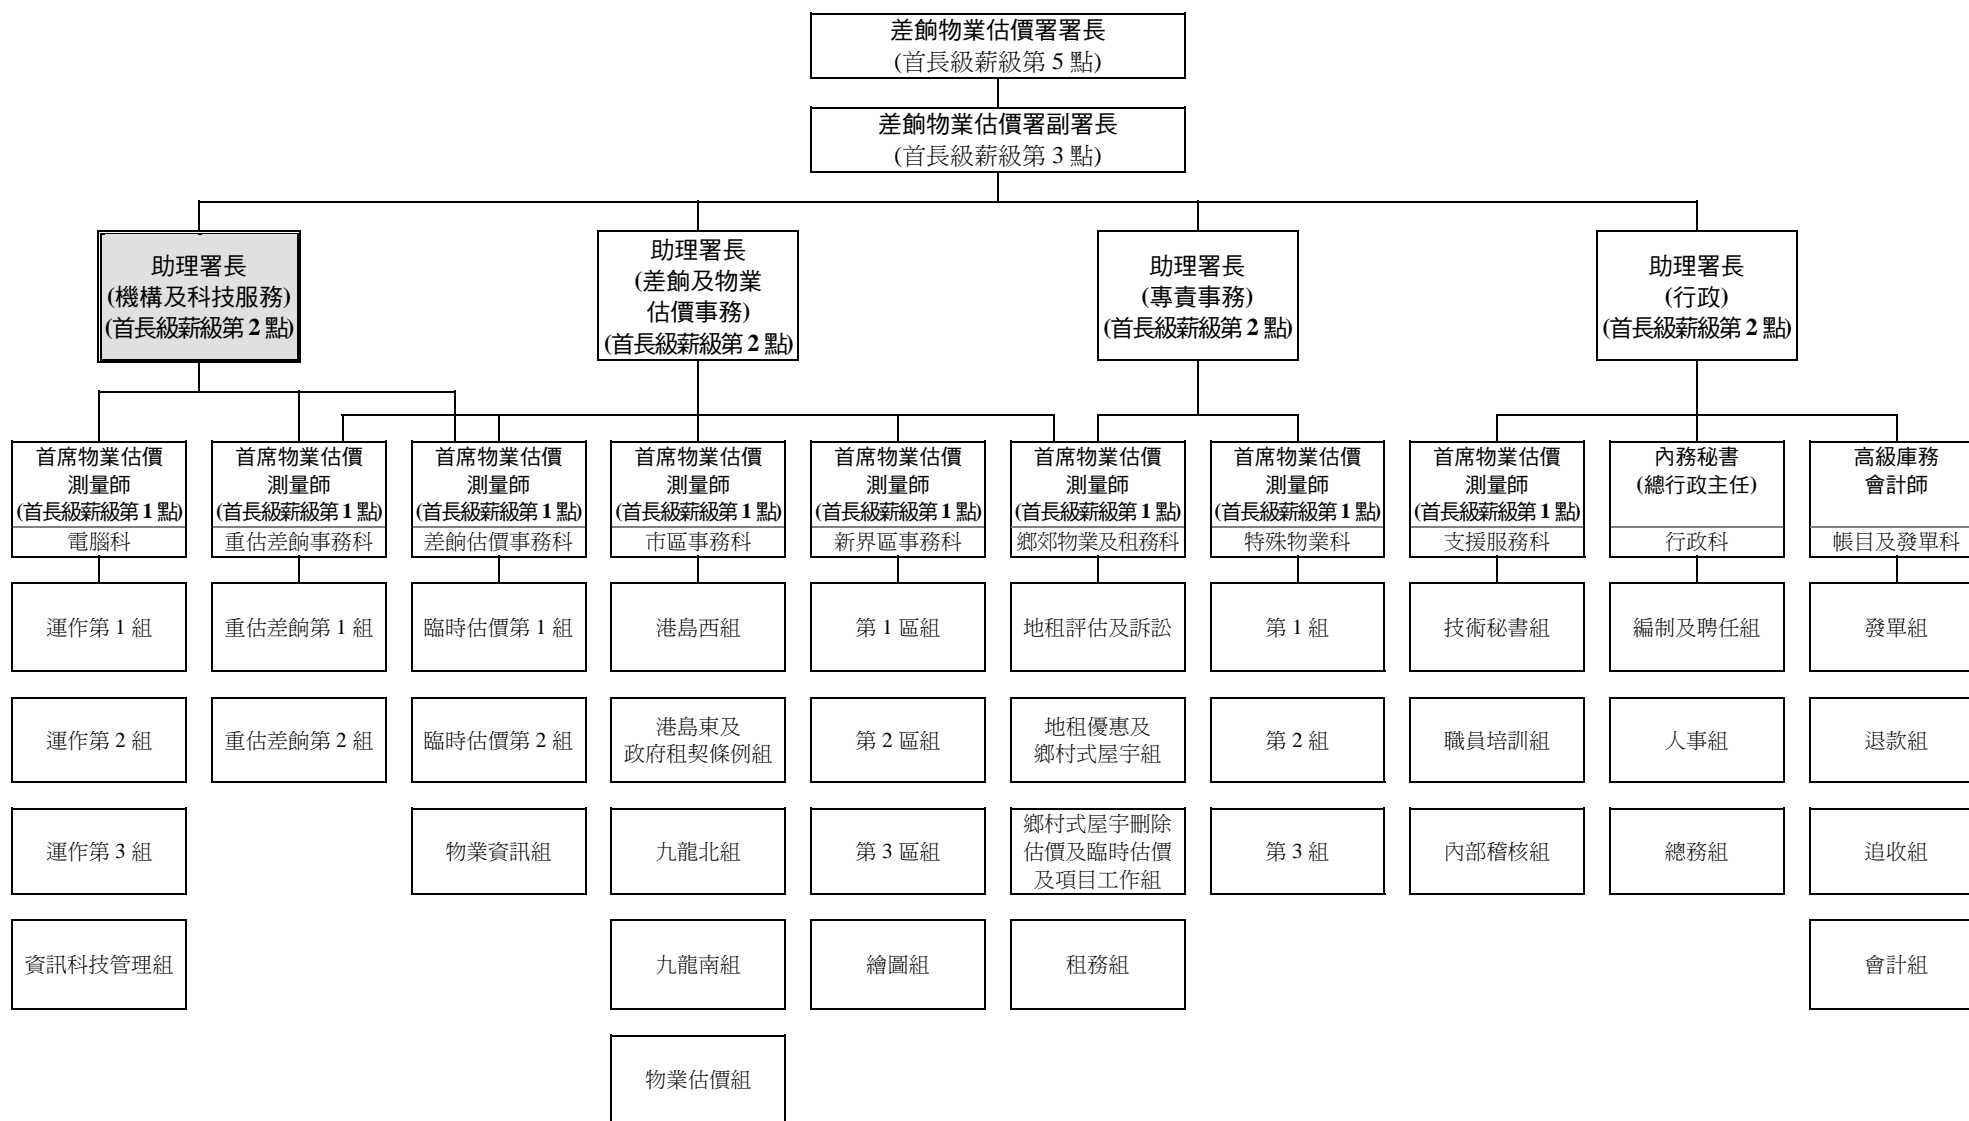 差餉物業估價署署長
(首長級薪級第 5 點)
差餉物業估價署副署長
(首長級薪級第 3 點)
助理署長
(機構及科技服務)
(首長級薪級第 2 點)
助理署長
(差餉及物業
估價事務)
(首長級薪級第 2 點)
助理署長
(專責事務)
(首長級薪級第 2 點)
助理署長
(行政)
(首長級薪級第 2 點)
首席物業估價
測量師
(首長級薪級第 1 點)
電腦科
首席物業估價
測量師
(首長級薪級第 1 點)
重估差餉事務科
首席物業估價
測量師
(首長級薪級第 1 點)
差餉估價事務科
首席物業估價
測量師
(首長級薪級第 1 點)
市區事務科
首席物業估價
測量師
(首長級薪級第 1 點)
新界區事務科
首席物業估價
測量師
(首長級薪級第 1 點)
鄉郊物業及租務科
首席物業估價
測量師
(首長級薪級第 1 點)
特殊物業科
首席物業估價
測量師
(首長級薪級第 1 點)
支援服務科
內務秘書
(總行政主任)
行政科
高級庫務
會計師
帳目及發單科
運作第 1 組
重估差餉第 1 組
臨時估價第 1 組
港島西組
第 1 區組
地租評估及訴訟
第 1 組
技術秘書組
編制及聘任組
發單組
運作第 2 組
重估差餉第 2 組
臨時估價第 2 組
港島東及
政府租契條例組
第 2 區組
地租優惠及
鄉村式屋宇組
第 2 組
職員培訓組
人事組
退款組
運作第 3 組
物業資訊組
九龍北組
第 3 區組
鄉村式屋宇刪除
估價及臨時估價
及項目工作組
第 3 組
內部稽核組
總務組
追收組
資訊科技管理組
九龍南組
繪圖組
租務組
會計組
物業估價組